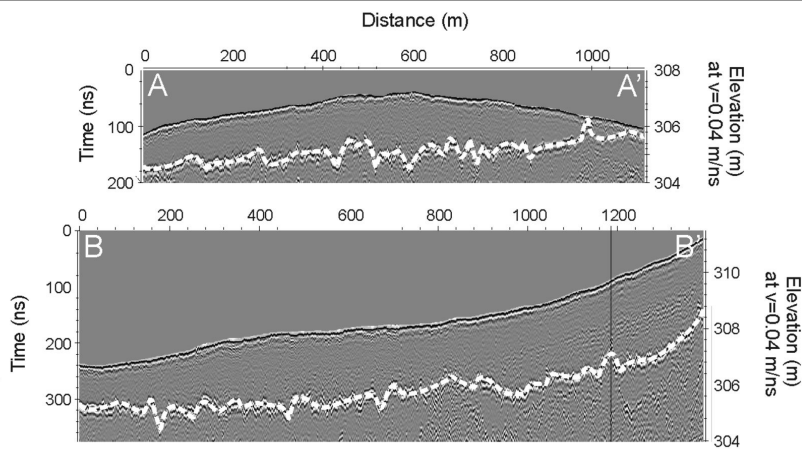 Distance (m)
0 200 400 600 800 1000
A A'
0 100 200
Time (ns)
308 306 304
Elevation (m)
at v=0.04 m/ns
0 200 400 600 800 1000 1200
B B'
0 100 200 300
Time (ns)
310 308 306 304
Elevation (m)
at v=0.04 m/ns